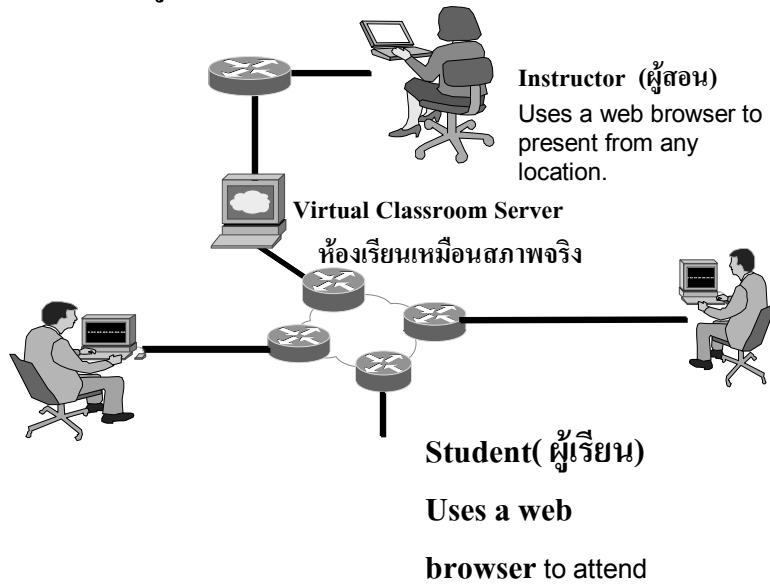 Instructor (ผู้สอน)
Uses a web browser to
present from any
location.
Virtual Classroom Server
ห้องเรียนเหมือนสภาพจริง
Student( ผู้เรียน)
Uses a web
browser to attend